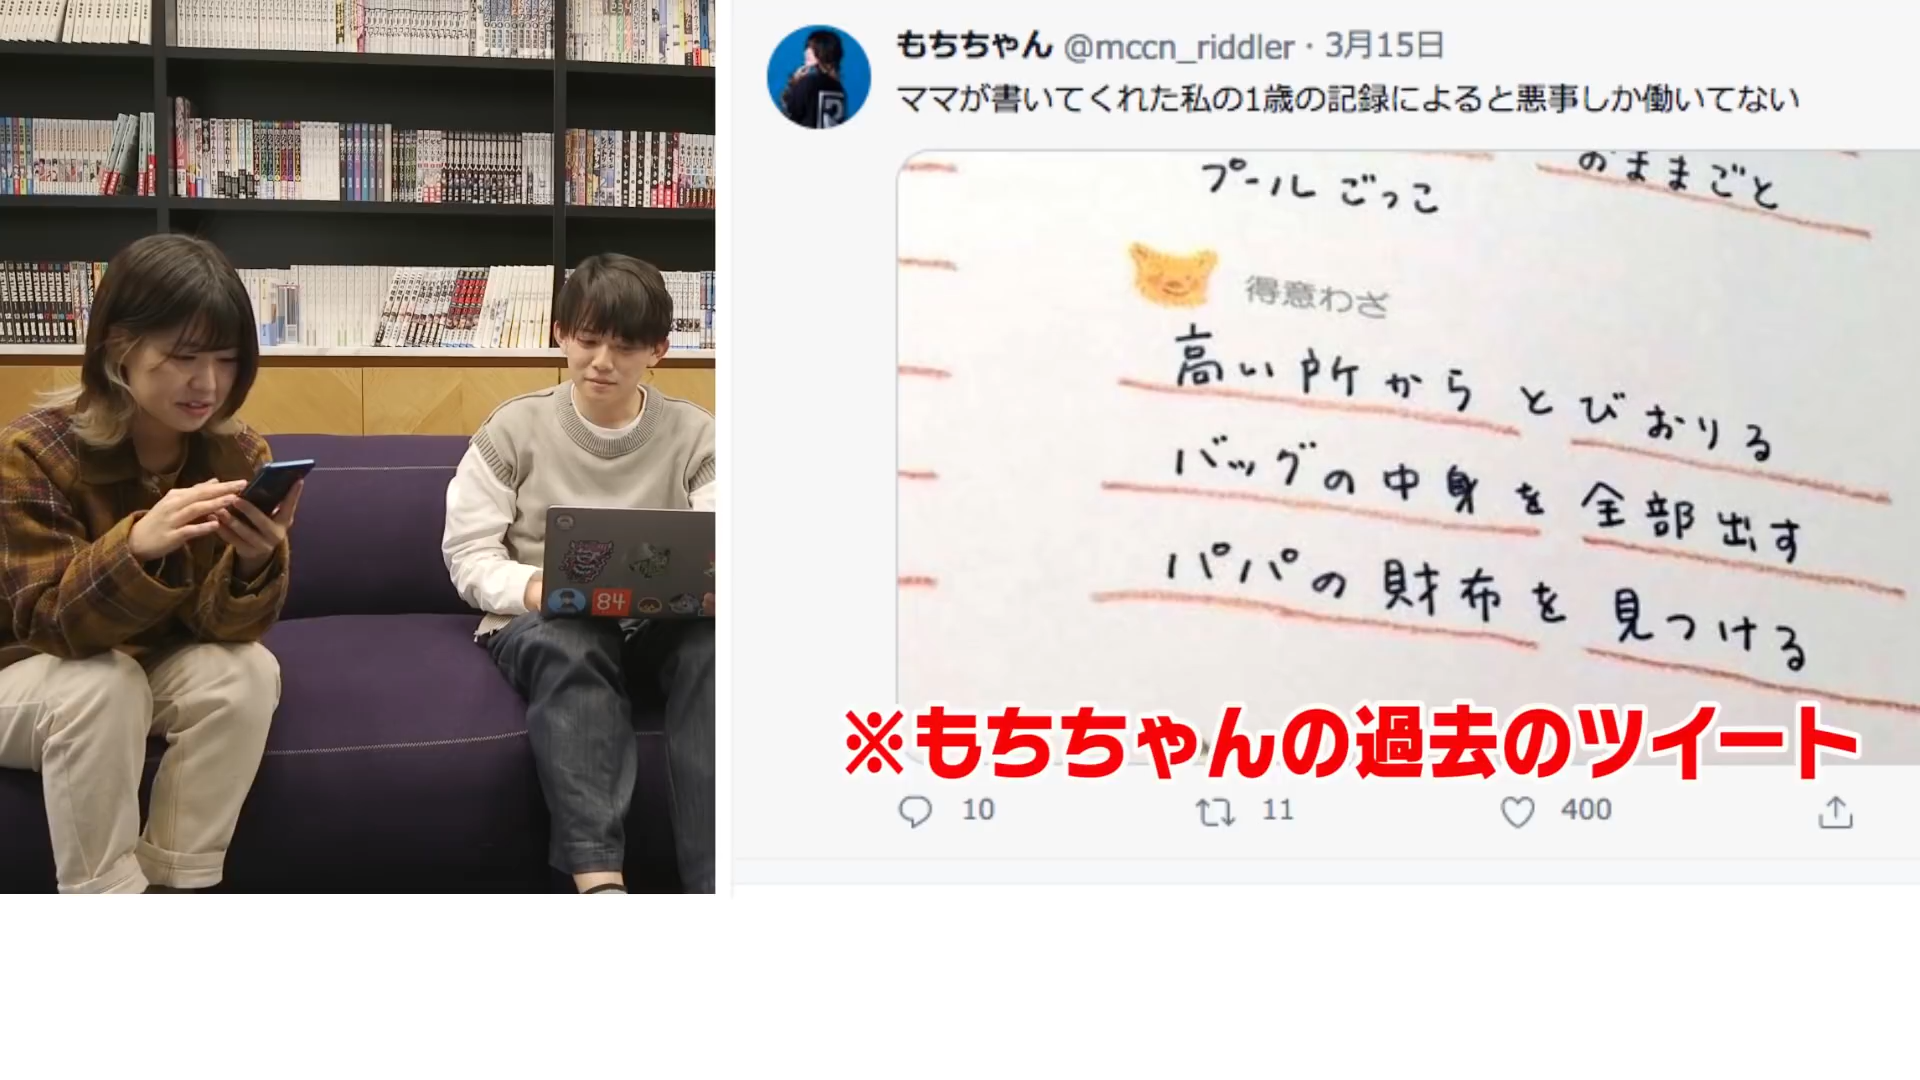 もちちゃん @mccn_riddler · 3月15日
ママが書いてくれた私の1歳の記録によると悪事しか働いてない
プールごっこ
おままごと
得意わざ
高い所からとびおりる
バッグの中身を全部出す
パパの財布を見つける
※もちちゃんの過去のツイート
10 11 400
84